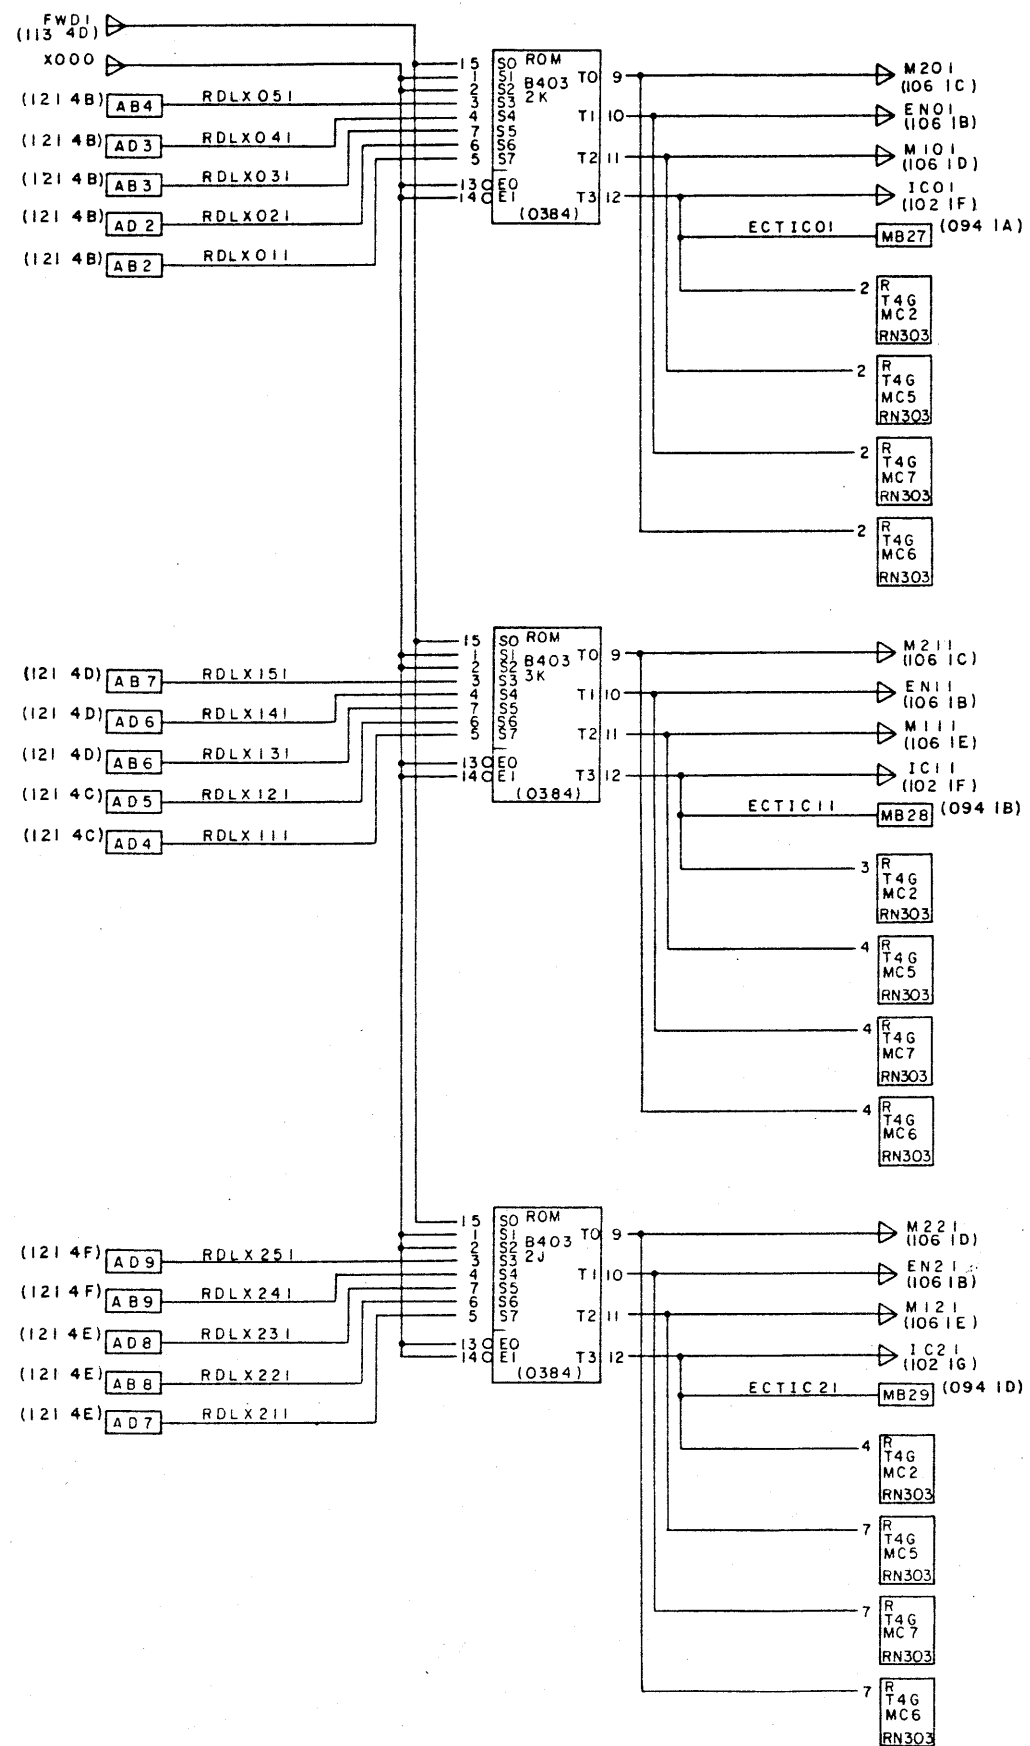 FWD1
(113 4D)
X000
(121 4B) AB4 RDLX051
(121 4B) AD3 RDLX041
(121 4B) AB3 RDLX031
(121 4B) AD2 RDLX021
(121 4B) AB2 RDLX011
15 S0 ROM
1 S1 B403
2 S2 2K
3 S3
4 S4
7 S5
6 S6
5 S7
13 E0
14 E1
(0384)
T0 9
T1 10
T2 11
T3 12
M201
(106 1C)
EN01
(106 1B)
M101
(106 1D)
IC01
(102 1F)
ECTIC01 MB27 (094 1A)
2 R
T4G
MC2
RN303
2 R
T4G
MC5
RN303
2 R
T4G
MC7
RN303
2 R
T4G
MC6
RN303
(121 4D) AB7 RDLX151
(121 4D) AD6 RDLX141
(121 4D) AB6 RDLX131
(121 4C) AD5 RDLX121
(121 4C) AD4 RDLX111
15 S0 ROM
1 S1 B403
2 S2 3K
3 S3
4 S4
7 S5
6 S6
5 S7
13 E0
14 E1
(0384)
T0 9
T1 10
T2 11
T3 12
M211
(106 1C)
EN11
(106 1B)
M111
(106 1E)
IC11
(102 1F)
ECTIC11 MB28 (094 1B)
3 R
T4G
MC2
RN303
4 R
T4G
MC5
RN303
4 R
T4G
MC7
RN303
4 R
T4G
MC6
RN303
(121 4F) AD9 RDLX251
(121 4F) AB9 RDLX241
(121 4E) AD8 RDLX231
(121 4E) AB8 RDLX221
(121 4E) AD7 RDLX211
15 S0 ROM
1 S1 B403
2 S2 2J
3 S3
4 S4
7 S5
6 S6
5 S7
13 E0
14 E1
(0384)
T0 9
T1 10
T2 11
T3 12
M221
(106 1D)
EN21
(106 1B)
M121
(106 1E)
IC21
(102 1G)
ECTIC21 MB29 (094 1D)
4 R
T4G
MC2
RN303
7 R
T4G
MC5
RN303
7 R
T4G
MC7
RN303
7 R
T4G
MC6
RN303